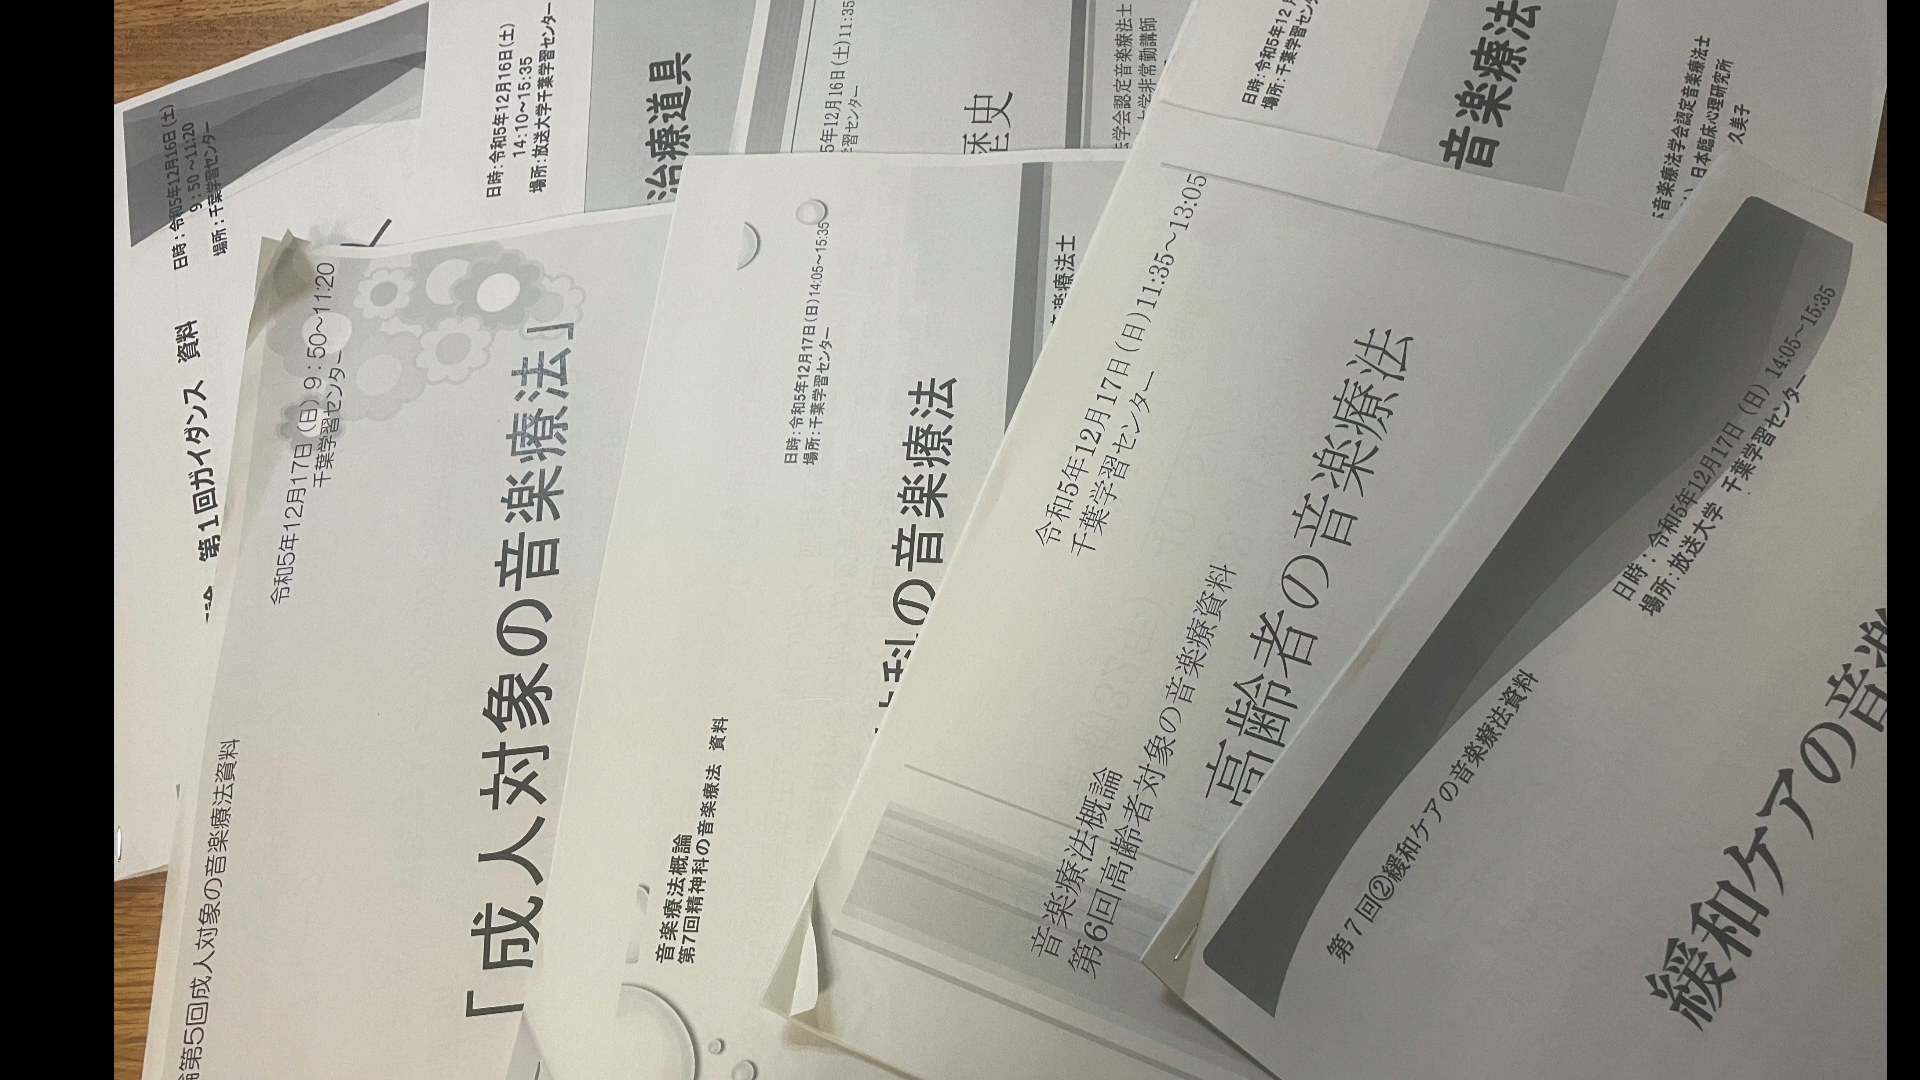 日時:令和5年12月16日(土)
9:50~11:20
場所:千葉学習センター
第1回ガイダンス 資料
日時:令和5年12月16日(土)
14:10~15:35
場所:放送大学千葉学習センター
治療道具
5年12月16日(土)11:35
習センター
歴史
学会認定音楽療法士
大学非常勤講師
日時:令和5年12月
場所:千葉学習セン
音楽療法
音楽療法学会認定音楽療法士
日本臨床心理研究所
久美子
論第5回成人対象の音楽療法資料
令和5年12月17日(日)9:50~11:20
千葉学習センター
「成人対象の音楽療法」
音楽療法概論
第7回精神科の音楽療法 資料
日時:令和5年12月17日(日)14:05~15:35
場所:千葉学習センター
科の音楽療法
楽療法士
音楽療法概論
第6回高齢者対象の音楽療資料
令和5年12月17日(日)11:35~13:05
千葉学習センター
高齢者の音楽療法
第7回②緩和ケアの音楽療法資料
日時:令和5年12月17日(日)14:05~15:35
場所:放送大学 千葉学習センター
緩和ケアの音楽